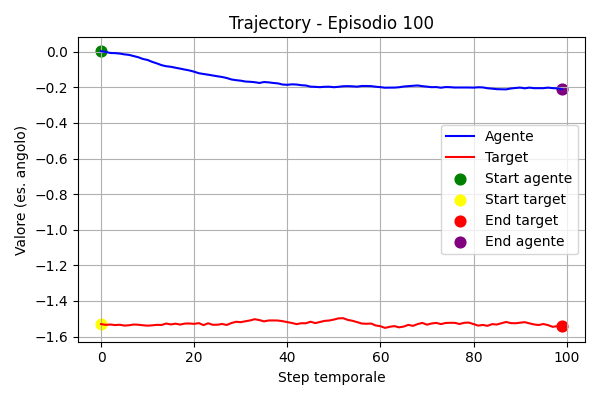 Trajectory - Episodio 100
Valore (es. angolo)
0.0
−0.2
−0.4
−0.6
−0.8
−1.0
−1.2
−1.4
−1.6
Agente
Target
Start agente
Start target
End target
End agente
0 20 40 60 80 100
Step temporale